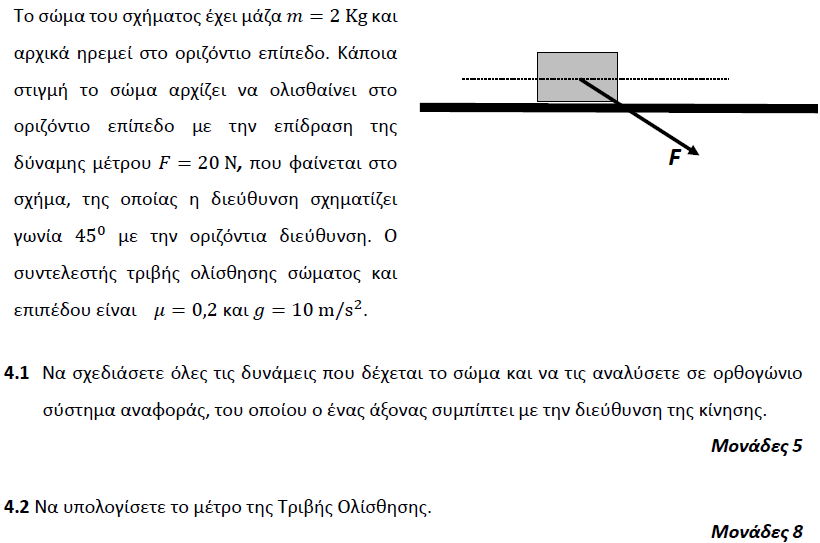 Το σώμα του σχήματος έχει μάζα m = 2 Kg και
αρχικά ηρεμεί στο οριζόντιο επίπεδο. Κάποια
στιγμή το σώμα αρχίζει να ολισθαίνει στο
οριζόντιο επίπεδο με την επίδραση της
δύναμης μέτρου F = 20 N, που φαίνεται στο
σχήμα, της οποίας η διεύθυνση σχηματίζει
γωνία 45⁰ με την οριζόντια διεύθυνση. Ο
συντελεστής τριβής ολίσθησης σώματος και
επιπέδου είναι μ = 0,2 και g = 10 m/s².
F
4.1 Να σχεδιάσετε όλες τις δυνάμεις που δέχεται το σώμα και να τις αναλύσετε σε ορθογώνιο
σύστημα αναφοράς, του οποίου ο ένας άξονας συμπίπτει με την διεύθυνση της κίνησης.
Μονάδες 5
4.2 Να υπολογίσετε το μέτρο της Τριβής Ολίσθησης.
Μονάδες 8